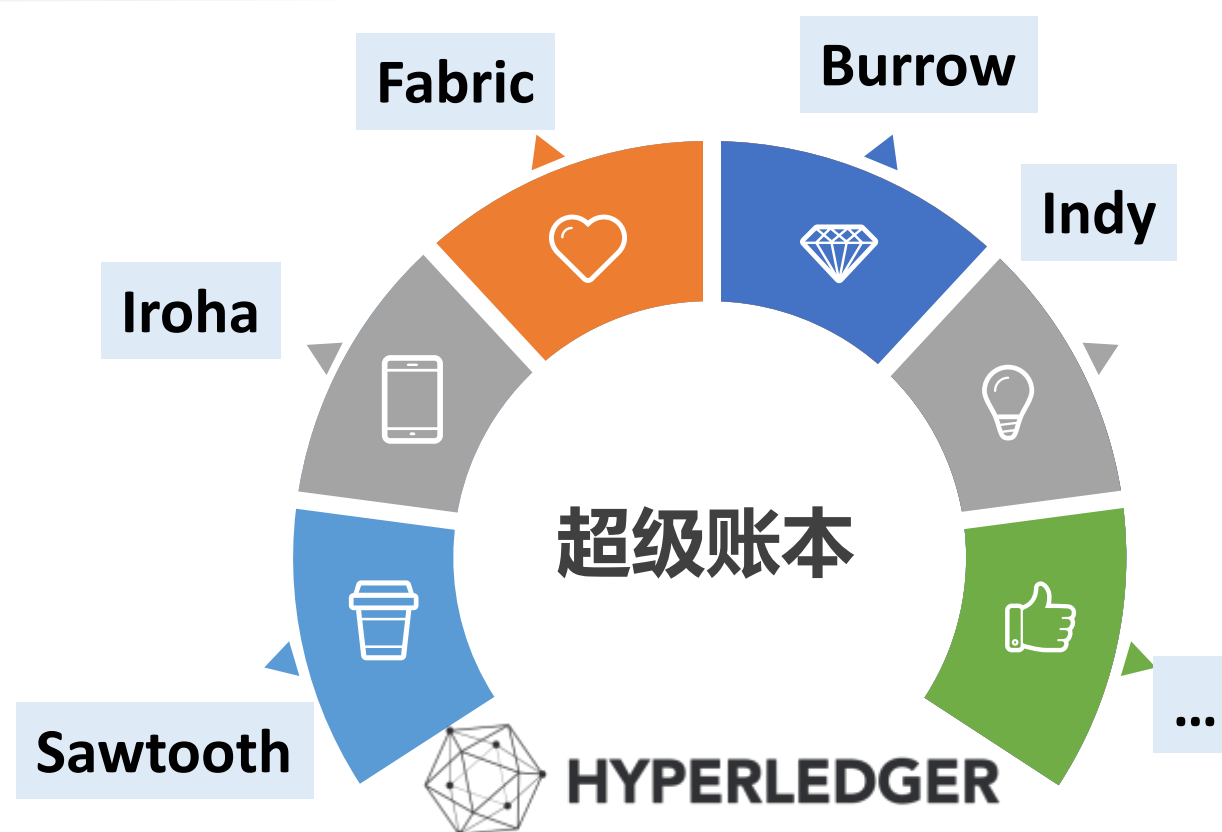 Fabric
Burrow
Indy
Iroha
超级账本
Sawtooth
...
HYPERLEDGER